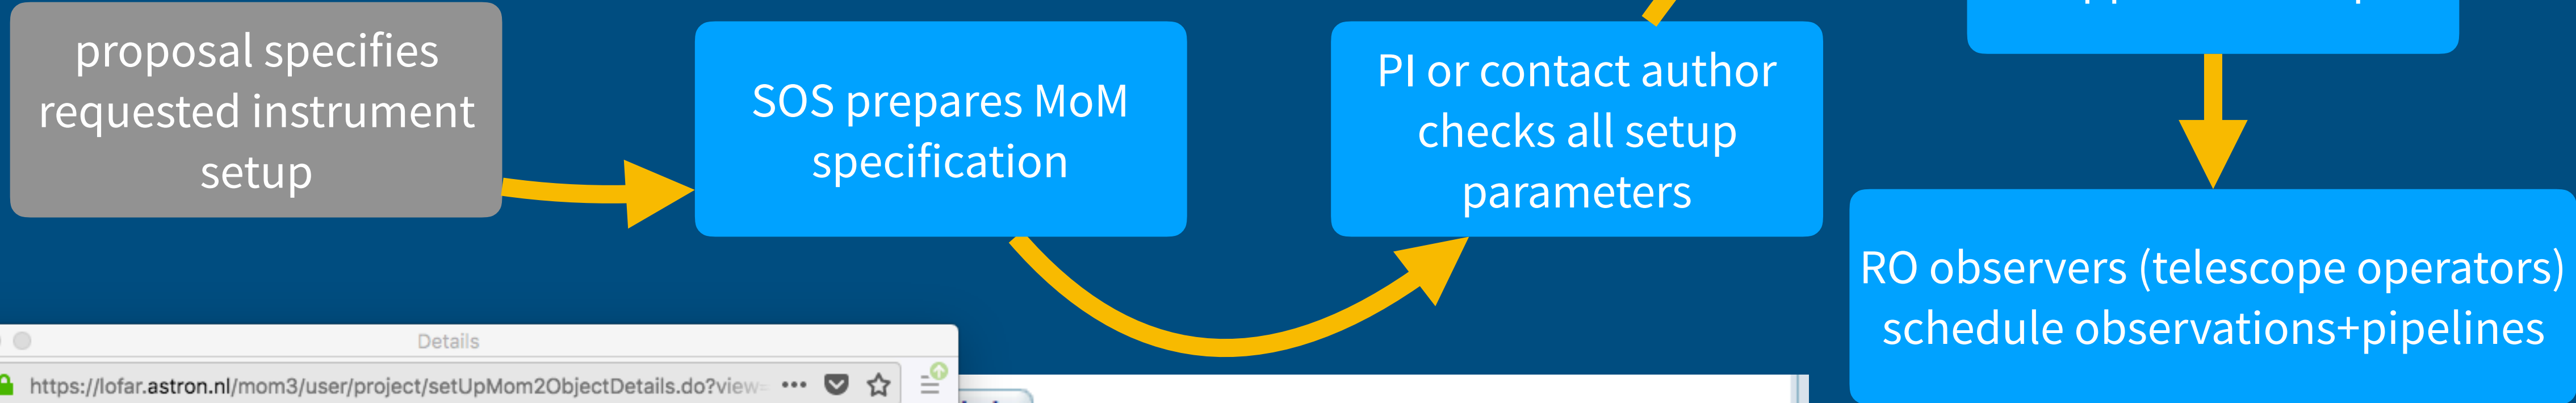 proposal specifies
requested instrument
setup
SOS prepares MoM
specification
PI or contact author
checks all setup
parameters
RO observers (telescope operators)
schedule observations+pipelines
Details
https://lofar.astron.nl/mom3/user/project/setUpMom2ObjectDetails.do?view=